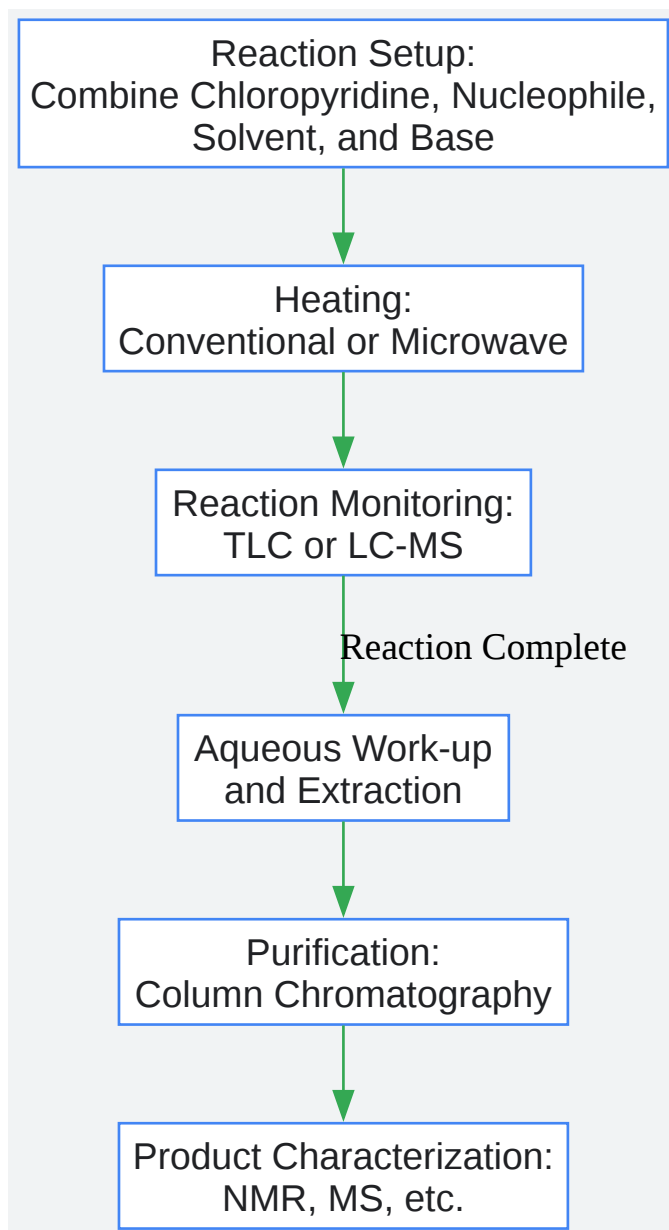 Reaction Setup:
Combine Chloropyridine, Nucleophile,
Solvent, and Base
Heating:
Conventional or Microwave
Reaction Monitoring:
TLC or LC-MS
Reaction Complete
Aqueous Work-up
and Extraction
Purification:
Column Chromatography
Product Characterization:
NMR, MS, etc.